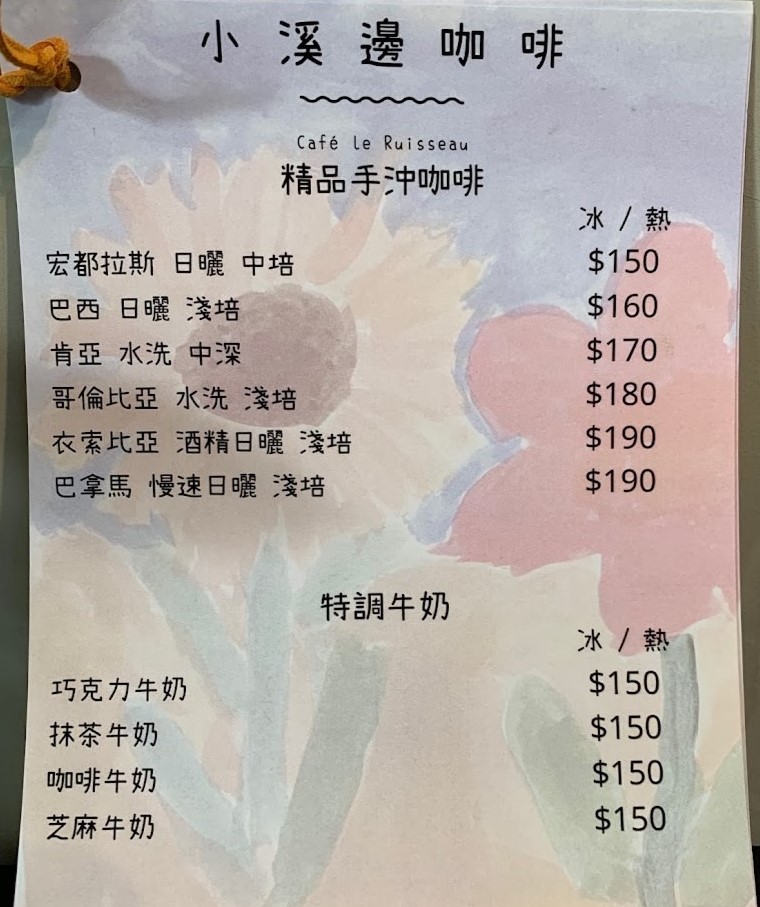 小溪邊咖啡
Café Le Ruisseau
精品手沖咖啡
冰 / 熱
宏都拉斯 日曬 中培 $150
巴西 日曬 淺培 $160
肯亞 水洗 中深 $170
哥倫比亞 水洗 淺培 $180
衣索比亞 酒精日曬 淺培 $190
巴拿馬 慢速日曬 淺培 $190
特調牛奶
冰 / 熱
巧克力牛奶 $150
抹茶牛奶 $150
咖啡牛奶 $150
芝麻牛奶 $150